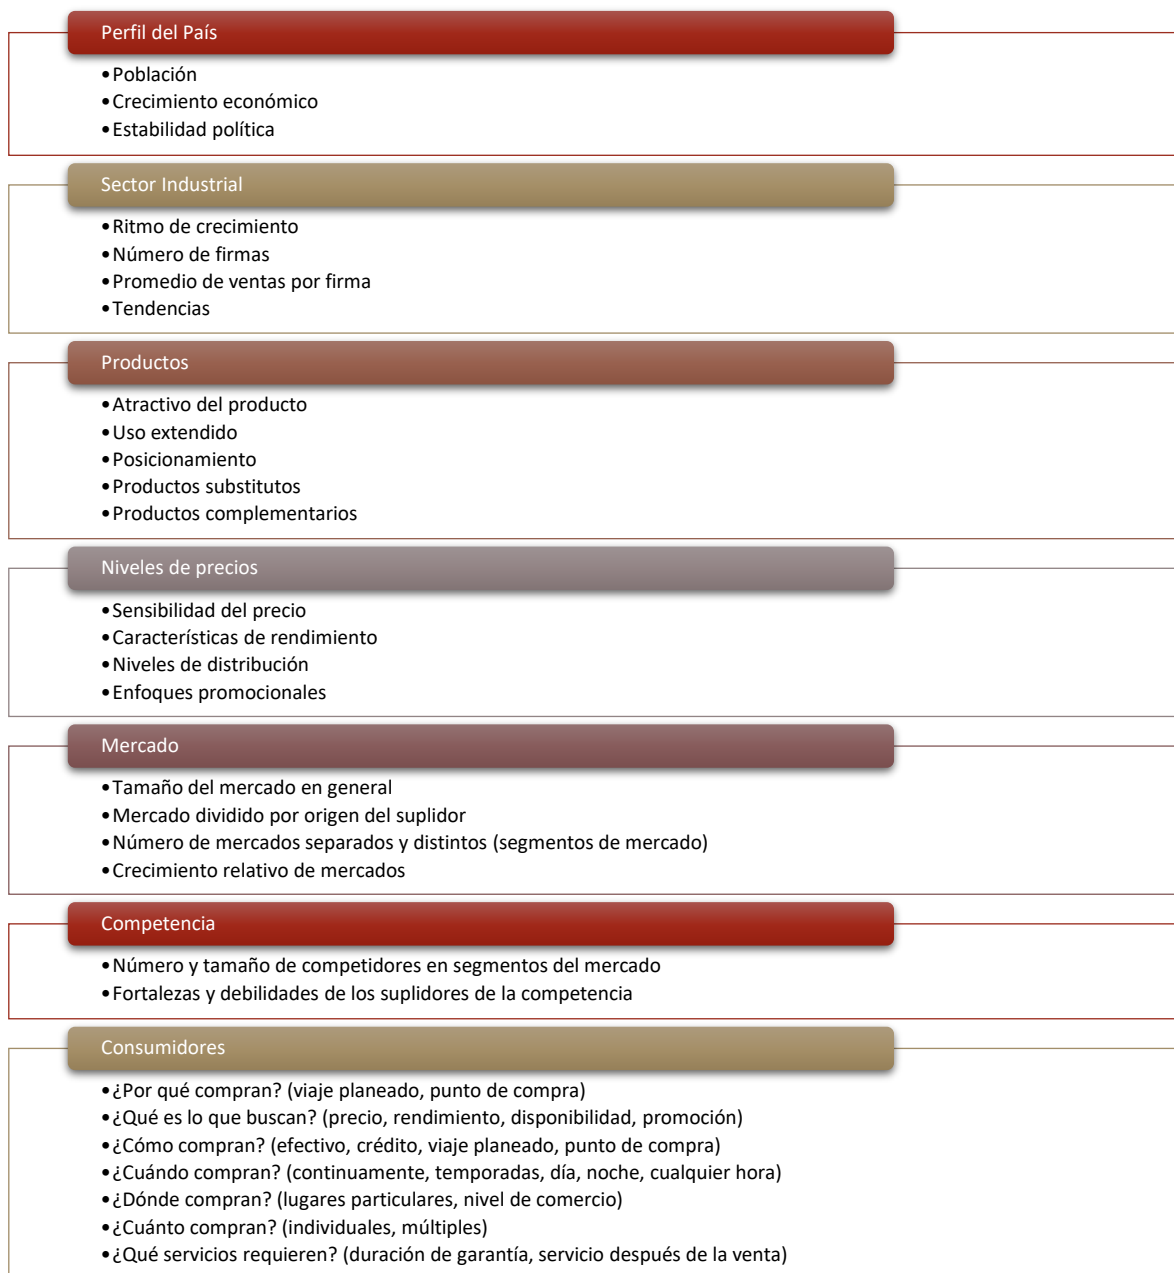 Perfil del País
•Población
•Crecimiento económico
•Estabilidad política
Sector Industrial
•Ritmo de crecimiento
•Número de firmas
•Promedio de ventas por firma
•Tendencias
Productos
•Atractivo del producto
•Uso extendido
•Posicionamiento
•Productos substitutos
•Productos complementarios
Niveles de precios
•Sensibilidad del precio
•Características de rendimiento
•Niveles de distribución
•Enfoques promocionales
Mercado
•Tamaño del mercado en general
•Mercado dividido por origen del suplidor
•Número de mercados separados y distintos (segmentos de mercado)
•Crecimiento relativo de mercados
Competencia
•Número y tamaño de competidores en segmentos del mercado
•Fortalezas y debilidades de los suplidores de la competencia
Consumidores
•¿Por qué compran? (viaje planeado, punto de compra)
•¿Qué es lo que buscan? (precio, rendimiento, disponibilidad, promoción)
•¿Cómo compran? (efectivo, crédito, viaje planeado, punto de compra)
•¿Cuándo compran? (continuamente, temporadas, día, noche, cualquier hora)
•¿Dónde compran? (lugares particulares, nivel de comercio)
•¿Cuánto compran? (individuales, múltiples)
•¿Qué servicios requieren? (duración de garantía, servicio después de la venta)